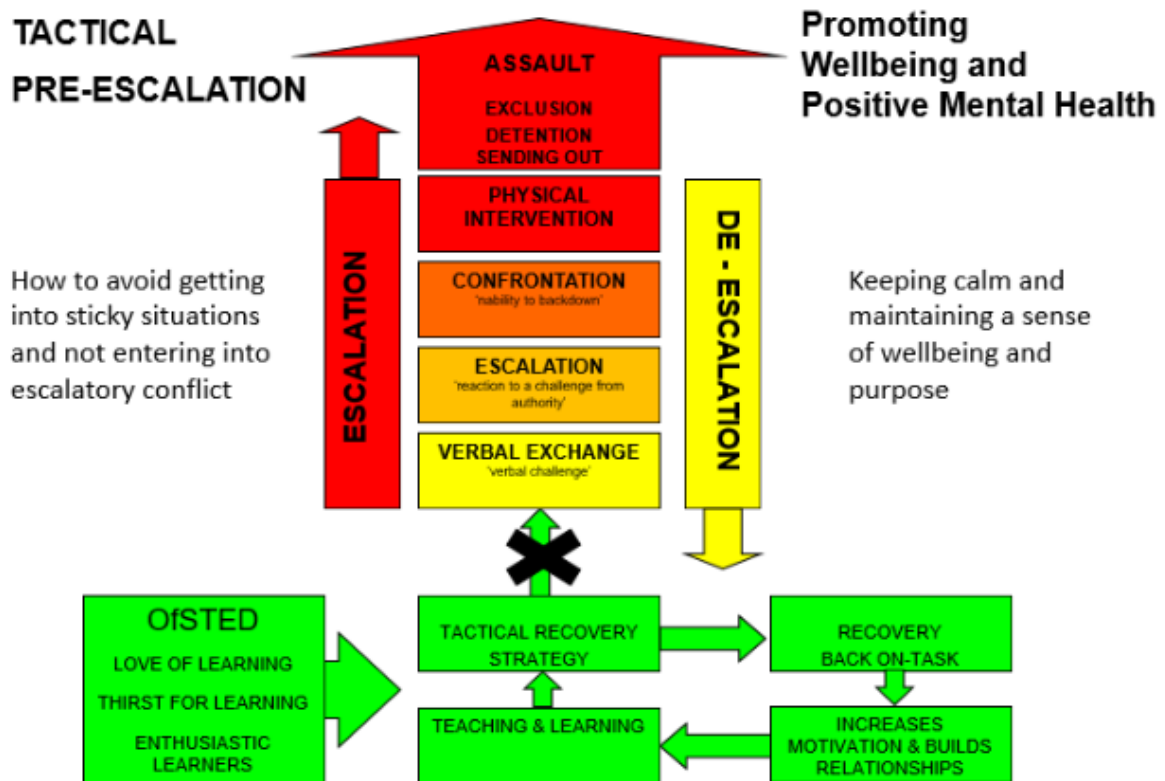 TACTICAL
PRE-ESCALATION
Promoting
Wellbeing and
Positive Mental Health
ASSAULT
EXCLUSION
DETENTION
SENDING OUT
PHYSICAL
INTERVENTION
ESCALATION
DE - ESCALATION
How to avoid getting
into sticky situations
and not entering into
escalatory conflict
CONFRONTATION
'nability to backdown'
Keeping calm and
maintaining a sense
of wellbeing and
purpose
ESCALATION
'reaction to a challenge from
authority'
VERBAL EXCHANGE
'verbal challenge'
OfSTED
LOVE OF LEARNING
THIRST FOR LEARNING
ENTHUSIASTIC
LEARNERS
TACTICAL RECOVERY
STRATEGY
RECOVERY
BACK ON-TASK
TEACHING & LEARNING
INCREASES
MOTIVATION & BUILDS
RELATIONSHIPS